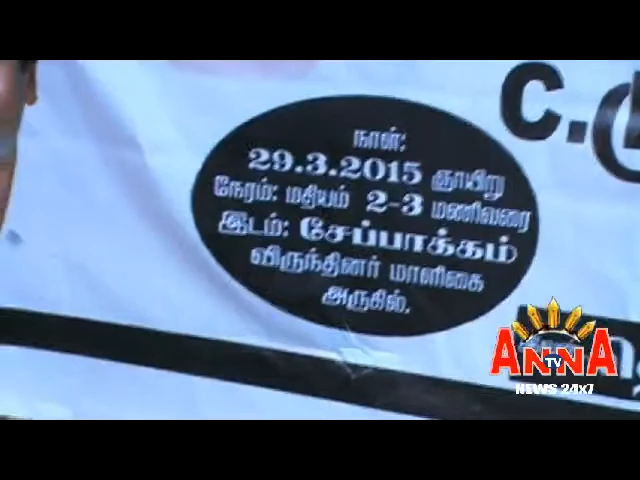 C.
நாள்:
29.3.2015 ஞாயிறு
நேரம்: மதியம் 2-3 மணிவரை
இடம்: சேப்பாக்கம்
விருந்தினர் மாளிகை
அருகில்.
ANNA
TV
NEWS 24x7